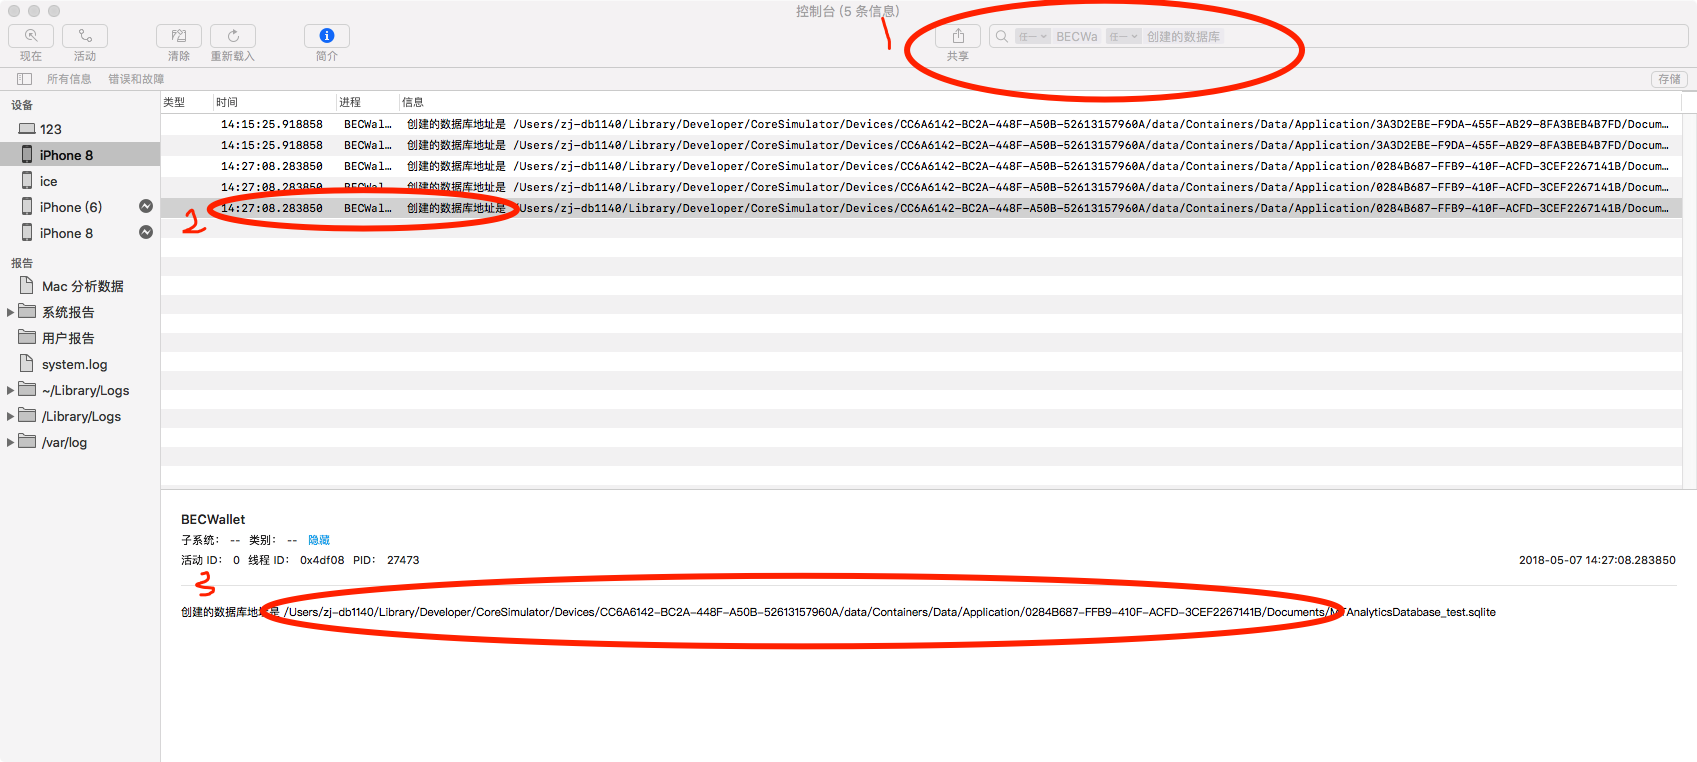 控制台 (5 条信息)
现在
活动
清除
重新载入
简介
共享
任一 BECWa 任一 创建的数据库
所有信息 错误和故障
存储
设备
123
iPhone 8
ice
iPhone (6)
iPhone 8
报告
Mac 分析数据
系统报告
用户报告
system.log
~/Library/Logs
/Library/Logs
/var/log
类型 时间 进程 信息
14:15:25.918858 BECWal… 创建的数据库地址是 /Users/zj-db1140/Library/Developer/CoreSimulator/Devices/CC6A6142-BC2A-448F-A50B-52613157960A/data/Containers/Data/Application/3A3D2EBE-F9DA-455F-AB29-8FA3BEB4B7FD/Docum…
14:15:25.918858 BECWal… 创建的数据库地址是 /Users/zj-db1140/Library/Developer/CoreSimulator/Devices/CC6A6142-BC2A-448F-A50B-52613157960A/data/Containers/Data/Application/3A3D2EBE-F9DA-455F-AB29-8FA3BEB4B7FD/Docum…
14:27:08.283850 BECWal… 创建的数据库地址是 /Users/zj-db1140/Library/Developer/CoreSimulator/Devices/CC6A6142-BC2A-448F-A50B-52613157960A/data/Containers/Data/Application/0284B687-FFB9-410F-ACFD-3CEF2267141B/Docum…
14:27:08.283850 BECWal… 创建的数据库地址是 /Users/zj-db1140/Library/Developer/CoreSimulator/Devices/CC6A6142-BC2A-448F-A50B-52613157960A/data/Containers/Data/Application/0284B687-FFB9-410F-ACFD-3CEF2267141B/Docum…
14:27:08.283850 BECWal… 创建的数据库地址是 /Users/zj-db1140/Library/Developer/CoreSimulator/Devices/CC6A6142-BC2A-448F-A50B-52613157960A/data/Containers/Data/Application/0284B687-FFB9-410F-ACFD-3CEF2267141B/Docum…
1
2
BECWallet
子系统: -- 类别: -- 隐藏
活动 ID: 0 线程 ID: 0x4df08 PID: 27473
2018-05-07 14:27:08.283850
3
创建的数据库地址是 /Users/zj-db1140/Library/Developer/CoreSimulator/Devices/CC6A6142-BC2A-448F-A50B-52613157960A/data/Containers/Data/Application/0284B687-FFB9-410F-ACFD-3CEF2267141B/Documents/
AnalyticsDatabase_test.sqlite